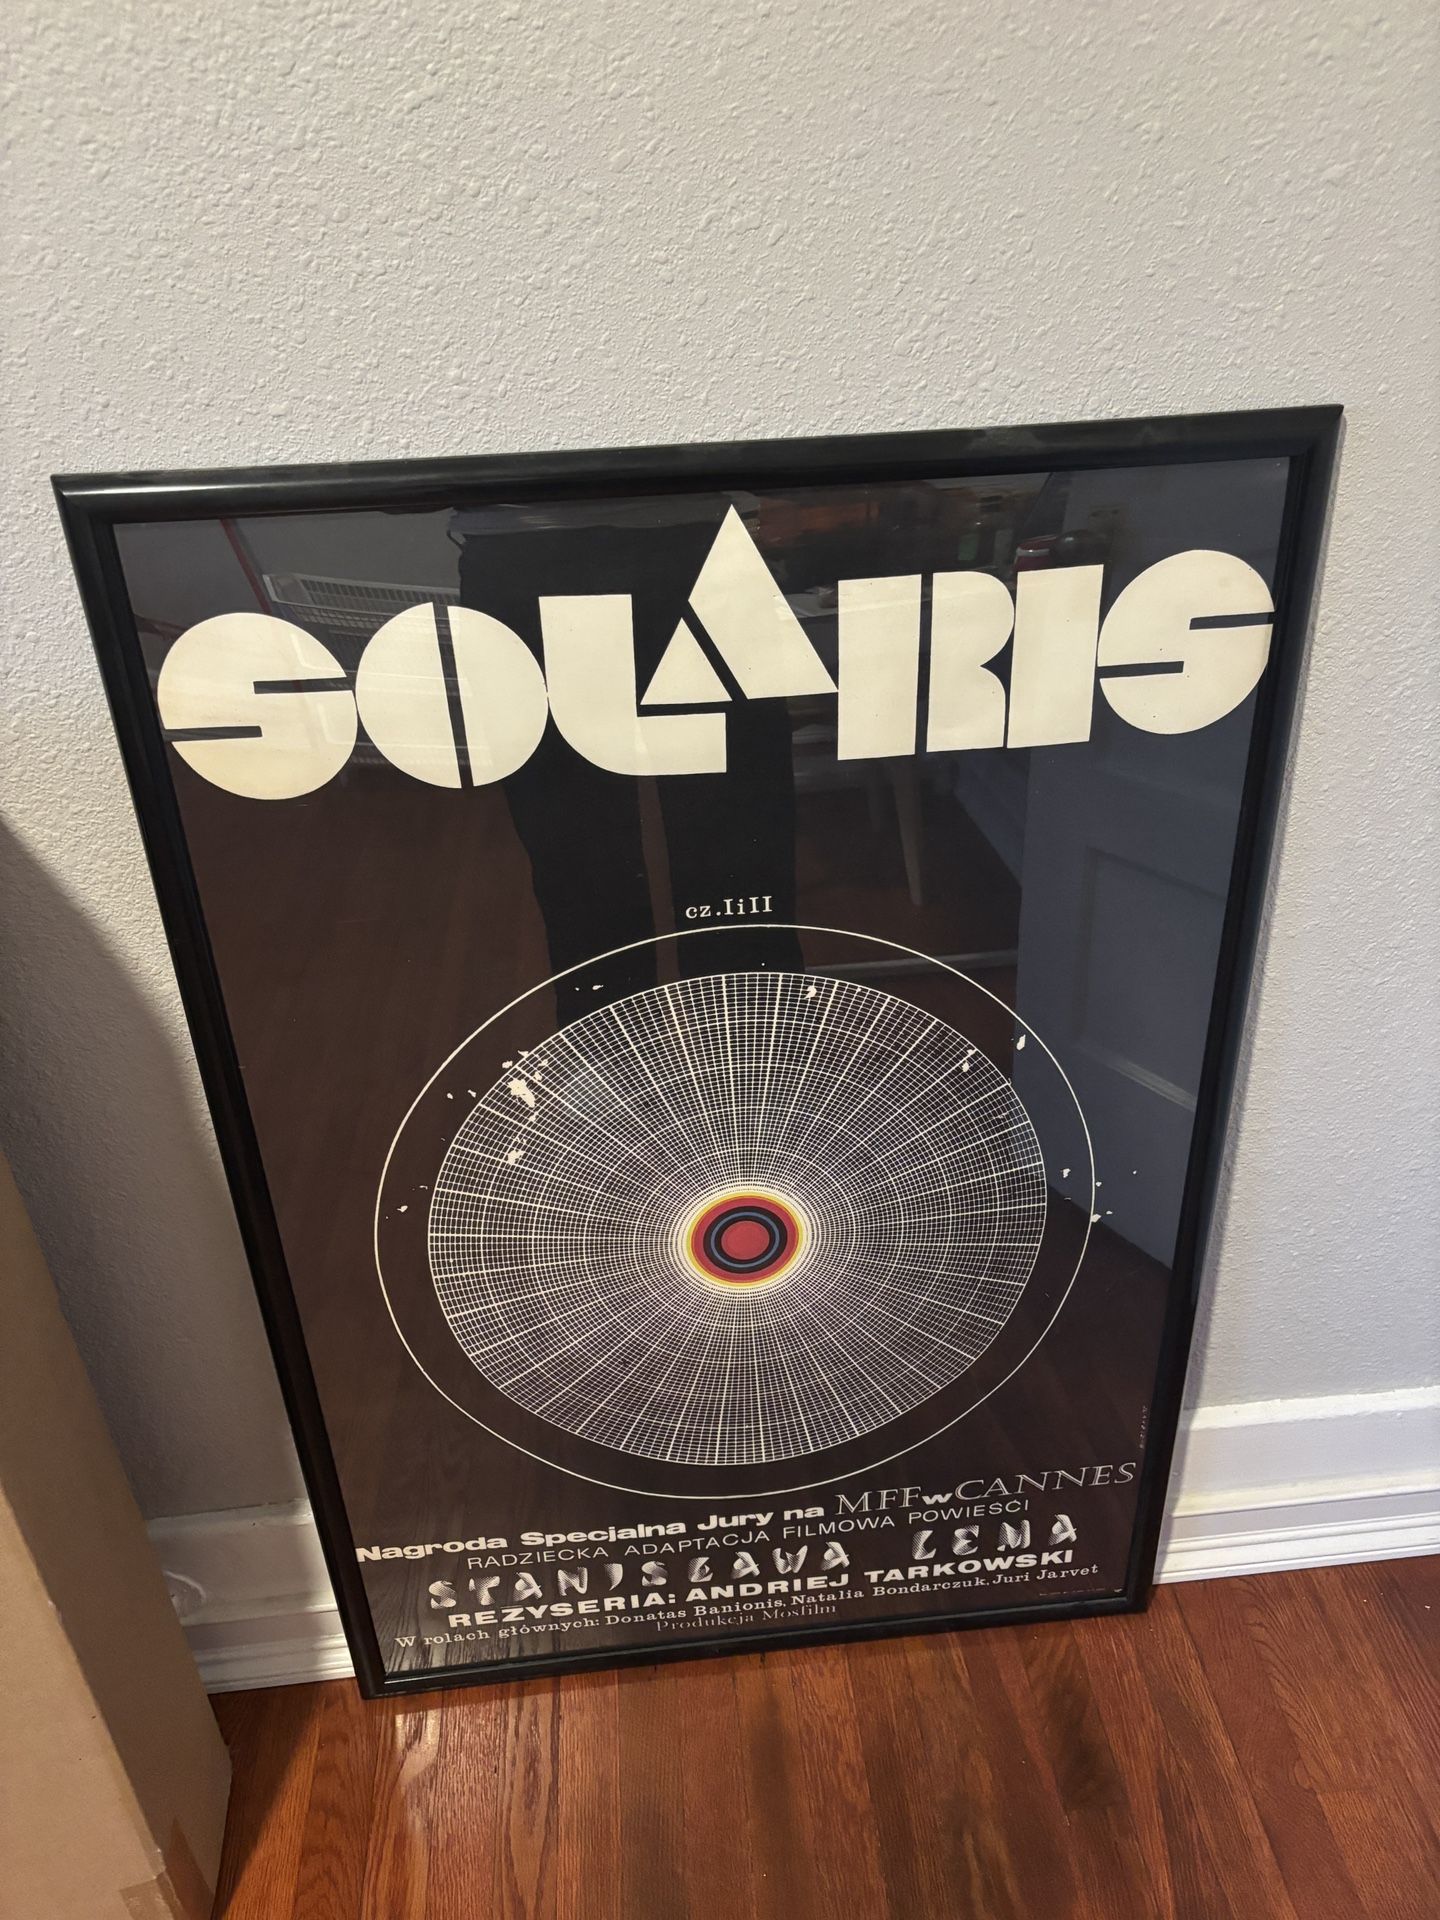 SOLARIS
cz.IiII
Nagroda Specjalna Jury na MFFwCANNES
RADZIECKA ADAPTACJA FILMOWA POWIEŚCI
STANISŁAWA LEMA
REŻYSERIA: ANDRIEJ TARKOWSKI
W rolach głównych: Donatas Banionis, Natalia Bondarczuk, Juri Jarvet
Produkcja Mosfilm